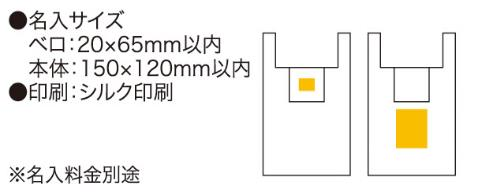 ●名入サイズ
ベロ：20×65mm以内
本体：150×120mm以内
●印刷：シルク印刷
※名入料金別途